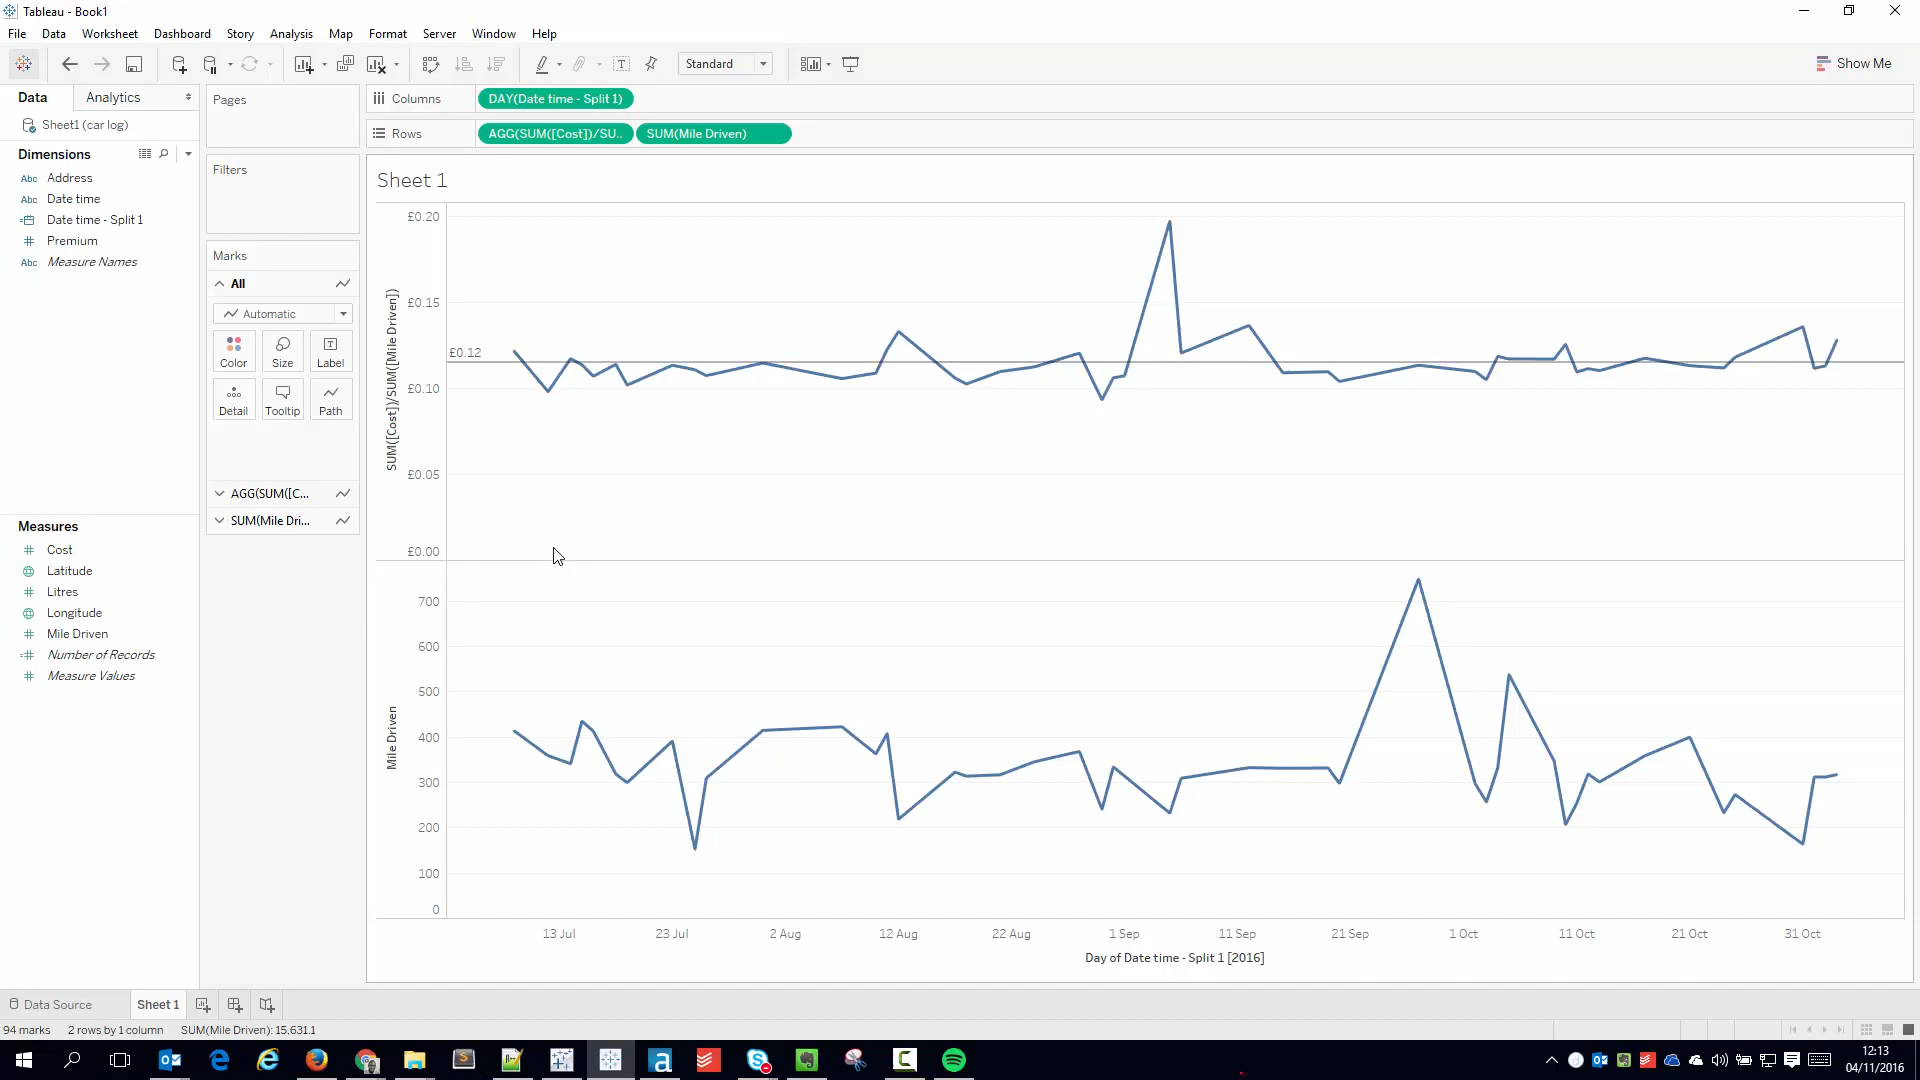 Tableau - Book1
File Data Worksheet Dashboard Story Analysis Map Format Server Window Help
Standard
Show Me
Data Analytics
Sheet1 (car log)
Dimensions
Address
Date time
Date time - Split 1
Premium
Measure Names
Measures
Cost
Latitude
Litres
Longitude
Mile Driven
Number of Records
Measure Values
Pages
Filters
Marks
All
Automatic
Color Size Label
Detail Tooltip Path
AGG(SUM([C...
SUM(Mile Dri...
Columns DAY(Date time - Split 1)
Rows AGG(SUM([Cost])/SU.. SUM(Mile Driven)
Sheet 1
SUM([Cost])/SUM([Mile Driven])
£0.20
£0.15
£0.12
£0.10
£0.05
£0.00
Mile Driven
700
600
500
400
300
200
100
0
13 Jul 23 Jul 2 Aug 12 Aug 22 Aug 1 Sep 11 Sep 21 Sep 1 Oct 11 Oct 21 Oct 31 Oct
Day of Date time - Split 1 [2016]
Data Source Sheet 1
94 marks 2 rows by 1 column SUM(Mile Driven): 15,631.1
12:13
04/11/2016